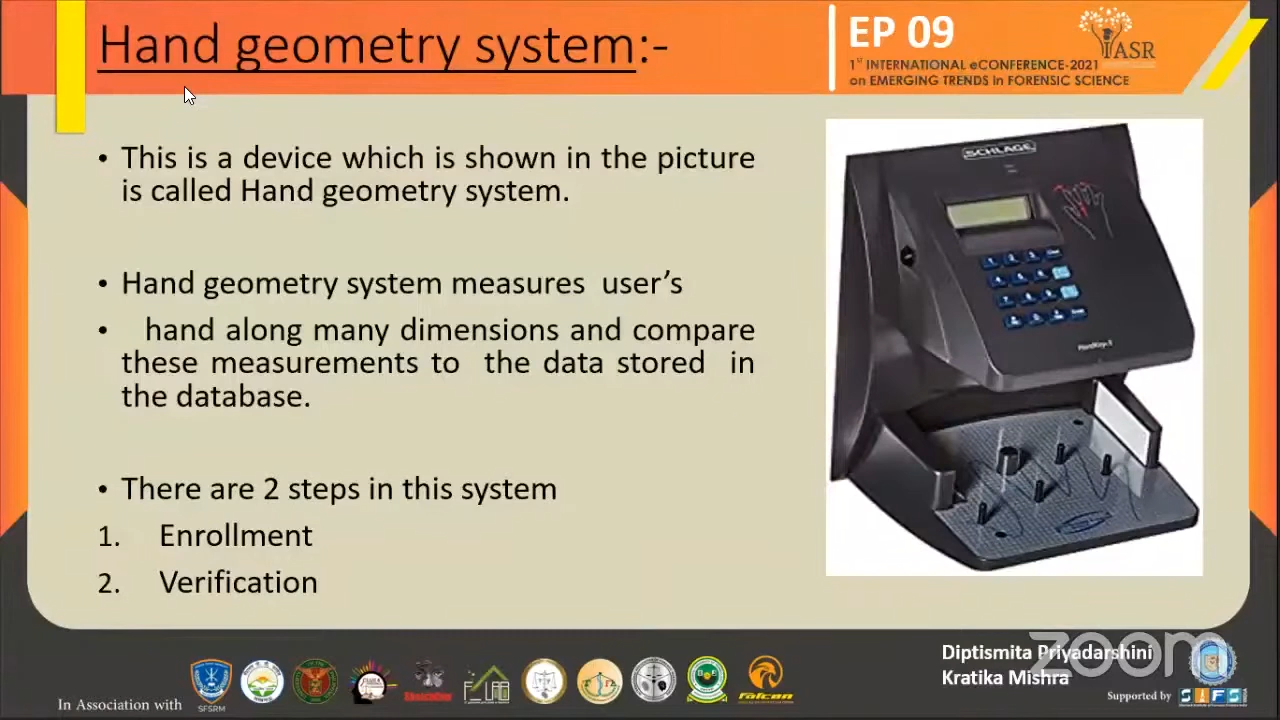 Hand geometry system:-
EP 09
IASR
1ST INTERNATIONAL eCONFERENCE-2021
on EMERGING TRENDS in FORENSIC SCIENCE
• This is a device which is shown in the picture
is called Hand geometry system.
SCHLAGE
• Hand geometry system measures user's
• hand along many dimensions and compare
these measurements to the data stored in
the database.
• There are 2 steps in this system
1. Enrollment
2. Verification
Diptismita Priyadarshini
Kratika Mishra
zoom
In Association with
SFSRM
falcon
Supported by
SIFS